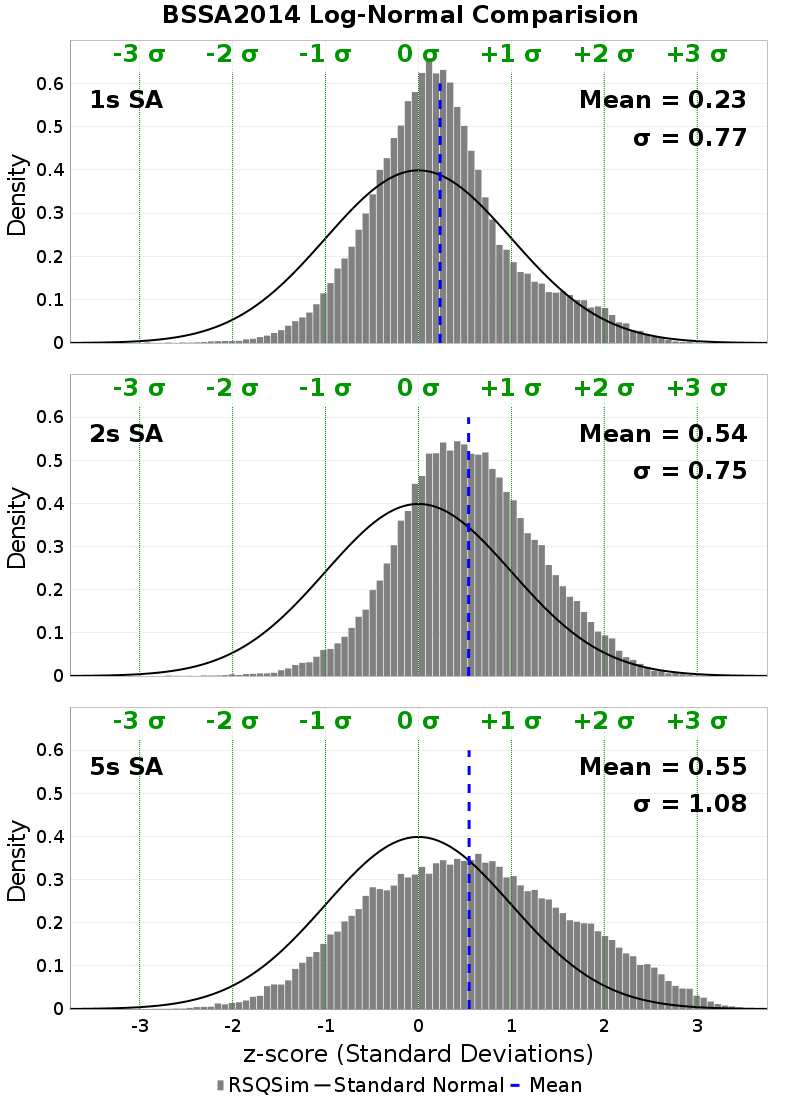 BSSA2014 Log-Normal Comparision
-3 σ -2 σ -1 σ 0 σ +1 σ +2 σ +3 σ
1s SA
Mean = 0.23
σ = 0.77
Density
0.6
0.5
0.4
0.3
0.2
0.1
0
-3 σ -2 σ -1 σ 0 σ +1 σ +2 σ +3 σ
2s SA
Mean = 0.54
σ = 0.75
Density
0.6
0.5
0.4
0.3
0.2
0.1
0
-3 σ -2 σ -1 σ 0 σ +1 σ +2 σ +3 σ
5s SA
Mean = 0.55
σ = 1.08
Density
0.6
0.5
0.4
0.3
0.2
0.1
0
-3 -2 -1 0 1 2 3
z-score (Standard Deviations)
RSQSim Standard Normal Mean